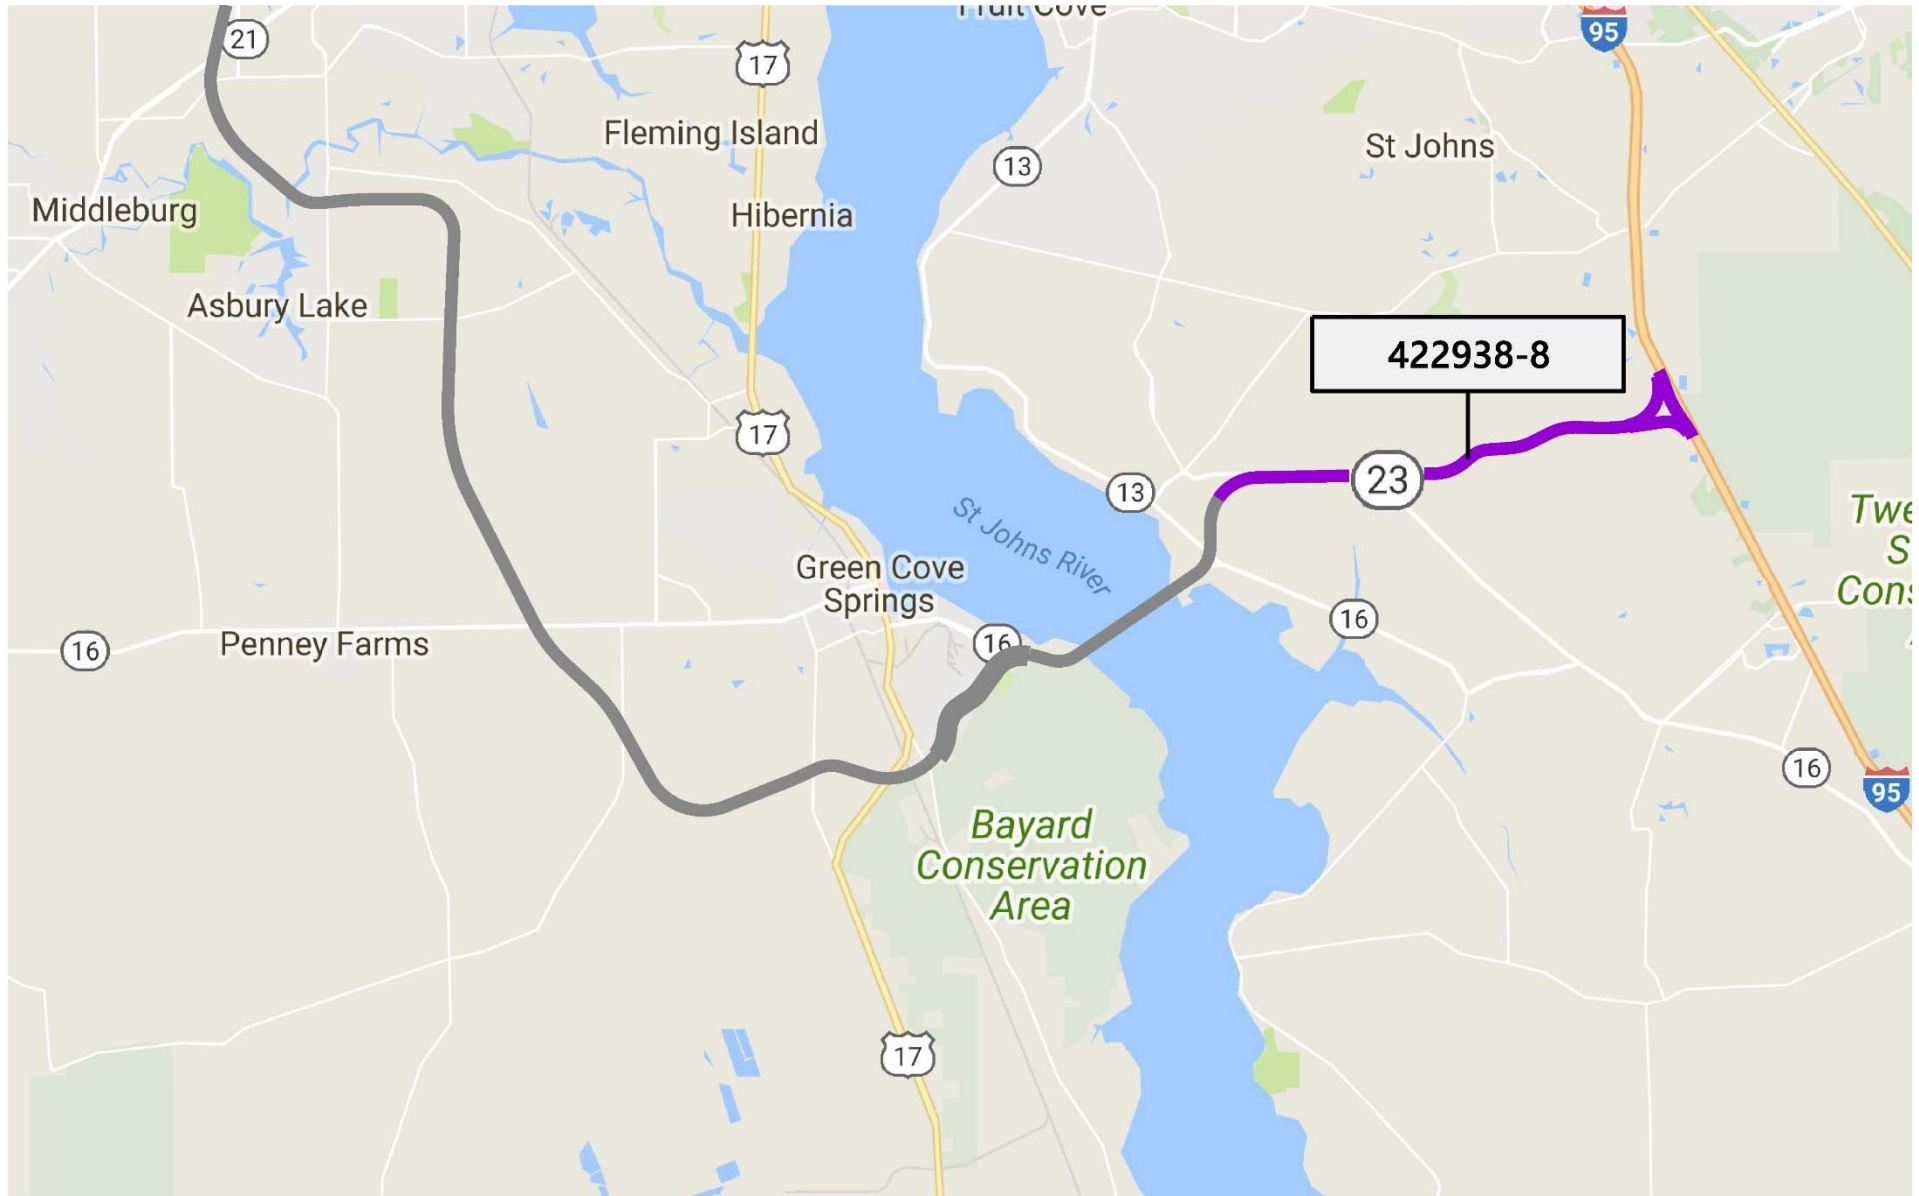 Fruit Cove
21
17
95
Fleming Island
St Johns
13
Middleburg
Hibernia
Asbury Lake
422938-8
17
23
13
St Johns River
Green Cove
Springs
16
16
Penney Farms
16
16
95
Bayard
Conservation
Area
17